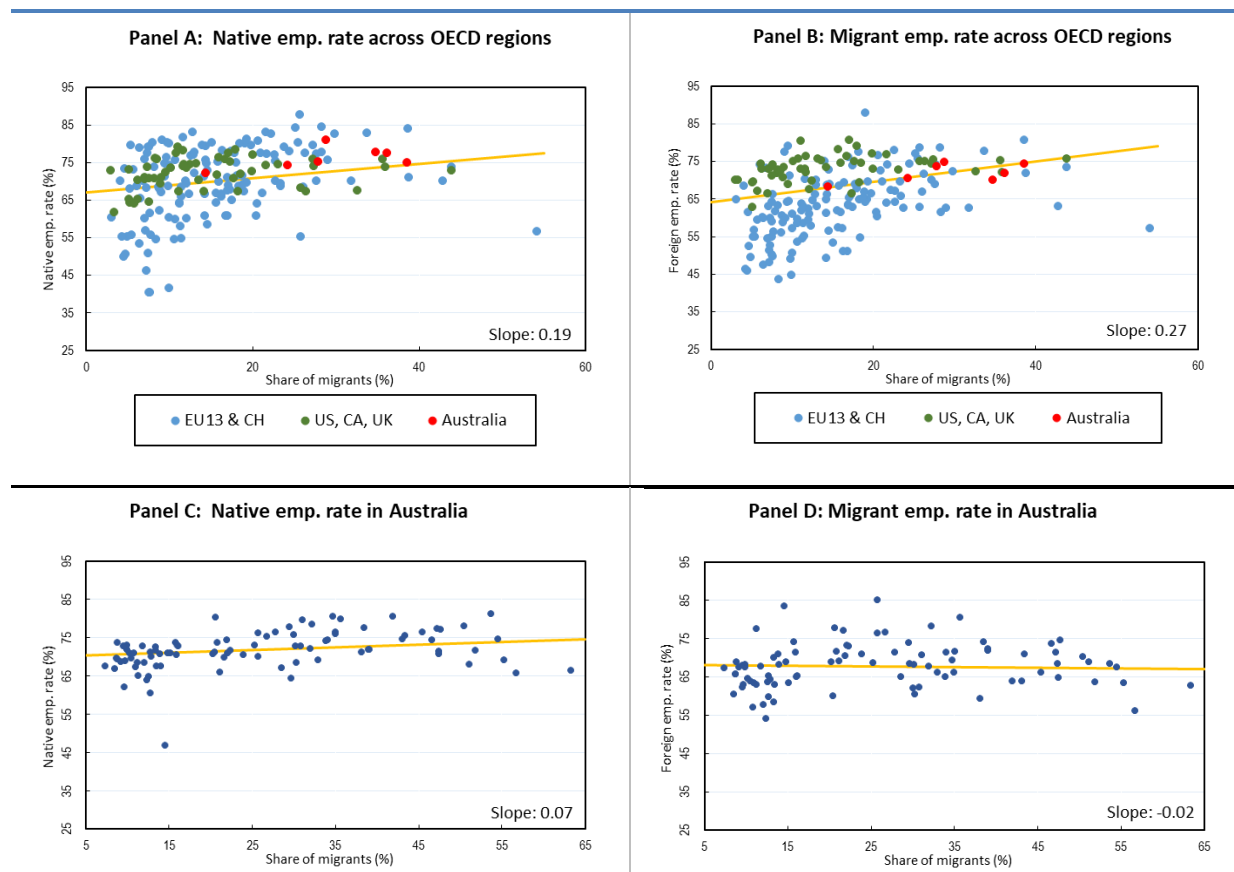 Panel A: Native emp. rate across OECD regions
Native emp. rate (%)
95
85
75
65
55
45
35
25
0
20
40
60
Share of migrants (%)
Slope: 0.19
EU13 & CH
US, CA, UK
Australia
Panel B: Migrant emp. rate across OECD regions
Foreign emp. rate (%)
95
85
75
65
55
45
35
25
0
20
40
60
Share of migrants (%)
Slope: 0.27
EU13 & CH
US, CA, UK
Australia
Panel C: Native emp. rate in Australia
Native emp. rate (%)
95
85
75
65
55
45
35
25
5
15
25
35
45
55
65
Share of migrants (%)
Slope: 0.07
Panel D: Migrant emp. rate in Australia
Foreign emp. rate (%)
95
85
75
65
55
45
35
25
5
15
25
35
45
55
65
Share of migrants (%)
Slope: -0.02